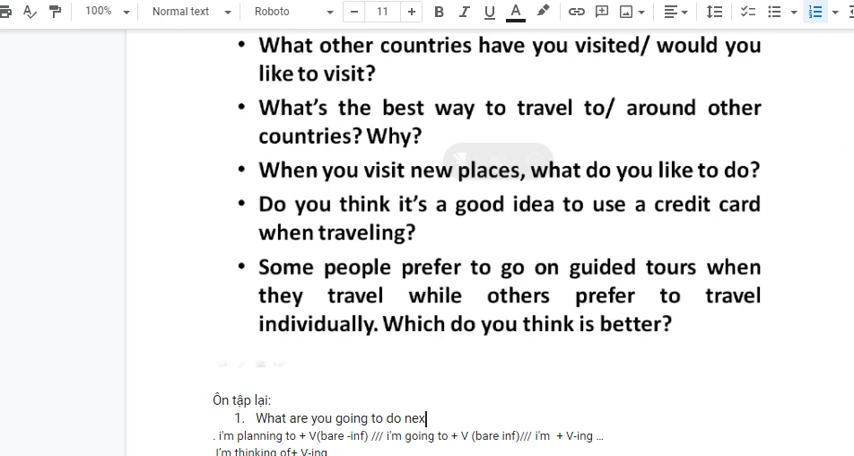 100% Normal text Roboto − 11 + B I U A
• What other countries have you visited/ would you
like to visit?
• What's the best way to travel to/ around other
countries? Why?
• When you visit new places, what do you like to do?
• Do you think it's a good idea to use a credit card
when traveling?
• Some people prefer to go on guided tours when
they travel while others prefer to travel
individually. Which do you think is better?
Ôn tập lại:
1. What are you going to do nex
. i'm planning to + V(bare -inf) /// i'm going to + V (bare inf)/// i'm + V-ing ...
I'm thinking of+ V-ing